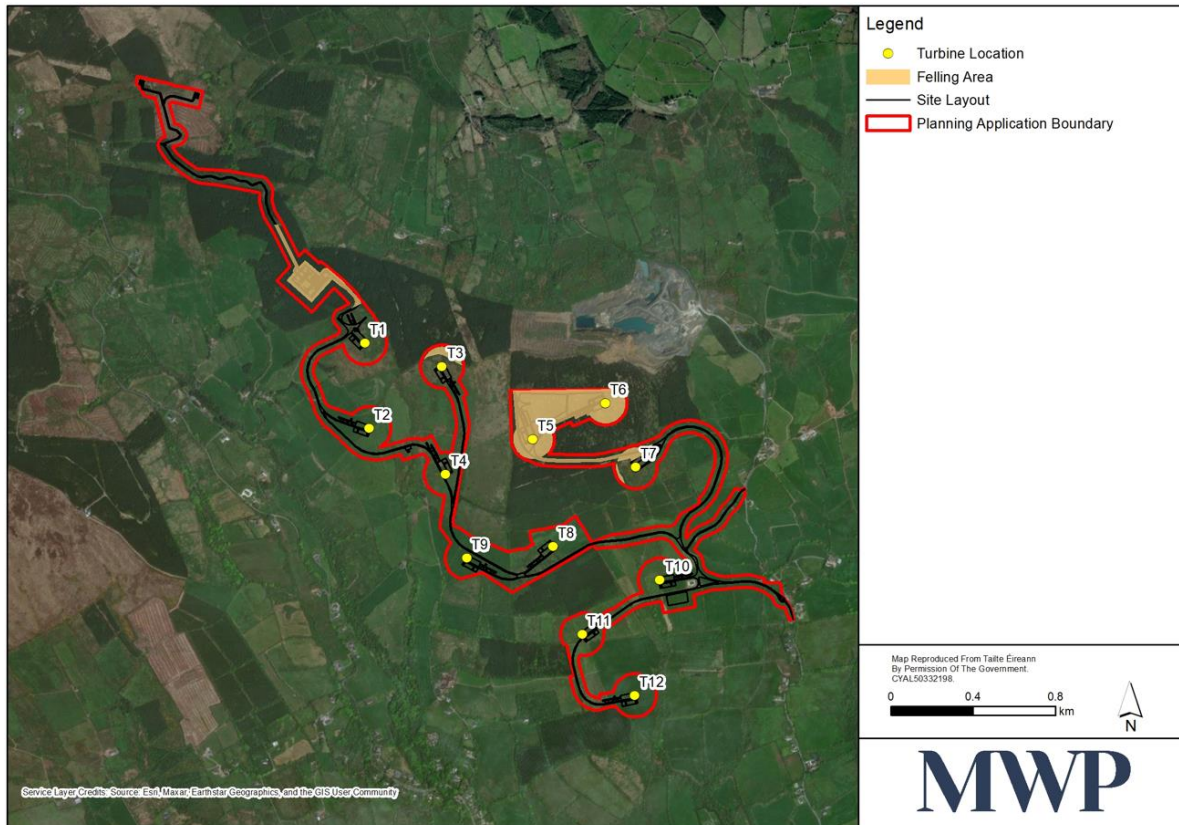 Legend
Turbine Location
Felling Area
Site Layout
Planning Application Boundary
T1
T3
T6
T2
T5
T7
T4
T8
T9
T10
T11
T12
Map Reproduced From Tailte Éireann
By Permission Of The Government.
CYAL50332198.
0 0.4 0.8
km
N
MWP
Service Layer Credits: Source: Esri, Maxar, Earthstar Geographics, and the GIS User Community